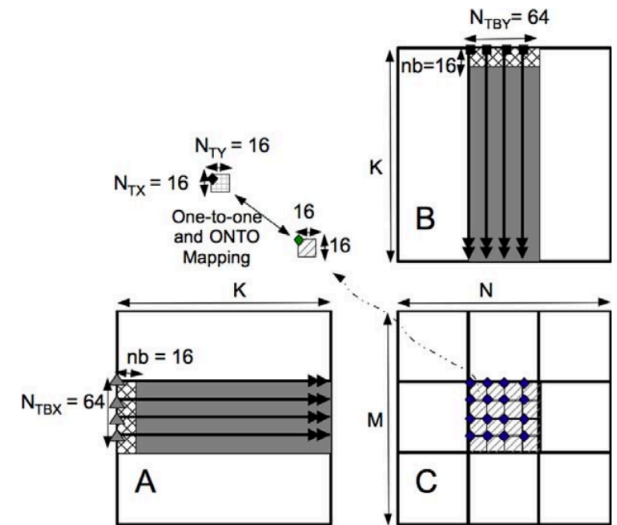 N_TBY = 64
nb=16
K
B
N_TY = 16
N_TX = 16
One-to-one
and ONTO
Mapping
16
16
K
N
nb = 16
N_TBX = 64
A
M
C